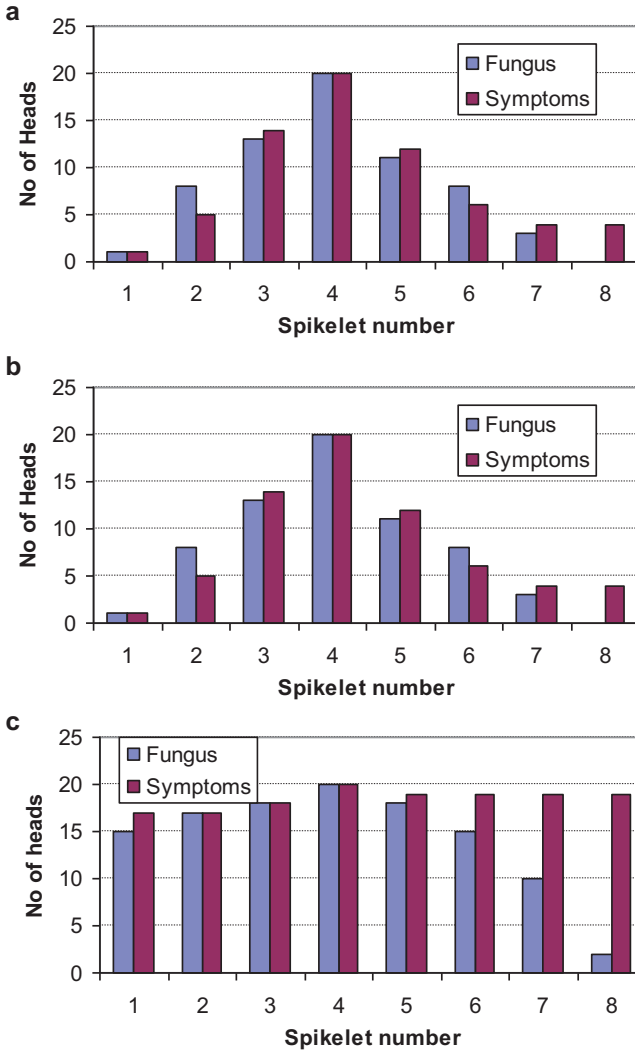 a
25
20
15
10
5
0
No of Heads
Fungus
Symptoms
1 2 3 4 5 6 7 8
Spikelet number
b
25
20
15
10
5
0
No of Heads
Fungus
Symptoms
1 2 3 4 5 6 7 8
Spikelet number
c
25
20
15
10
5
0
No of heads
Fungus
Symptoms
1 2 3 4 5 6 7 8
Spikelet number